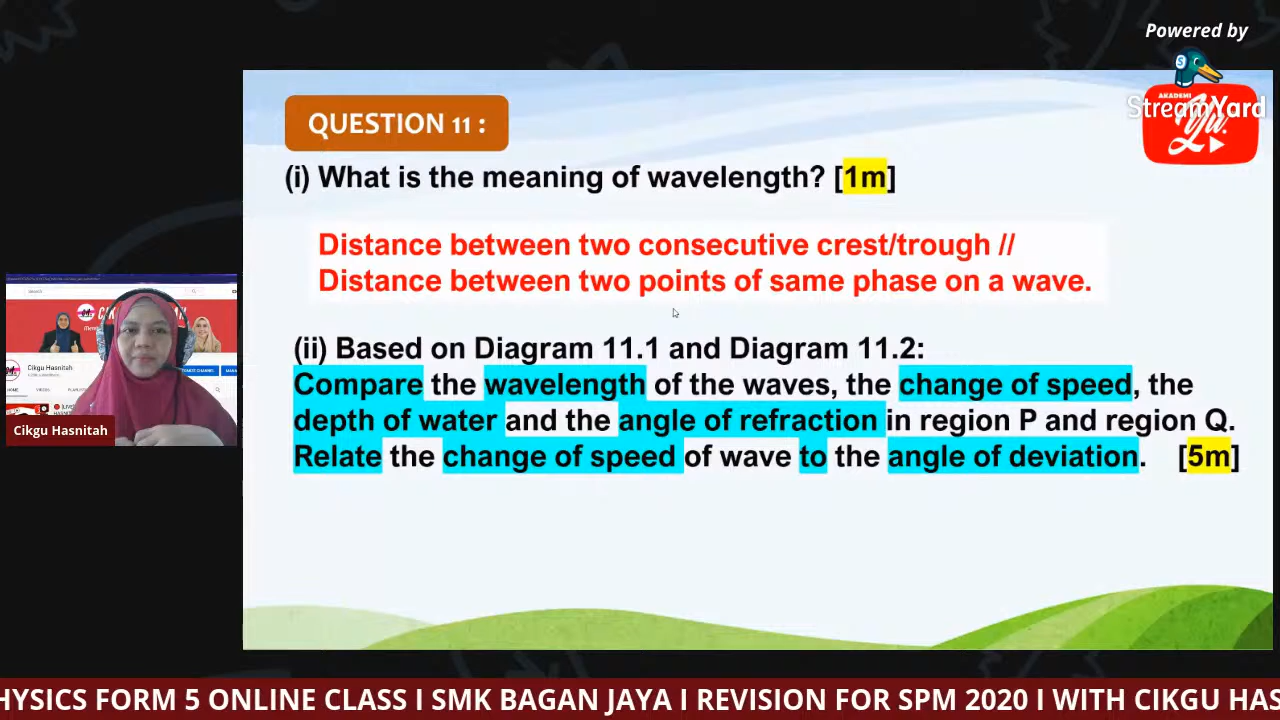 Powered by
StreamYard
AKADEMI
QUESTION 11 :
(i) What is the meaning of wavelength? [1m]
Distance between two consecutive crest/trough //
Distance between two points of same phase on a wave.
(ii) Based on Diagram 11.1 and Diagram 11.2:
Compare the wavelength of the waves, the change of speed, the
depth of water and the angle of refraction in region P and region Q.
Relate the change of speed of wave to the angle of deviation. [5m]
Cikgu Hasnitah
Cikgu Hasnitah
HYSICS FORM 5 ONLINE CLASS I SMK BAGAN JAYA I REVISION FOR SPM 2020 I WITH CIKGU HAS